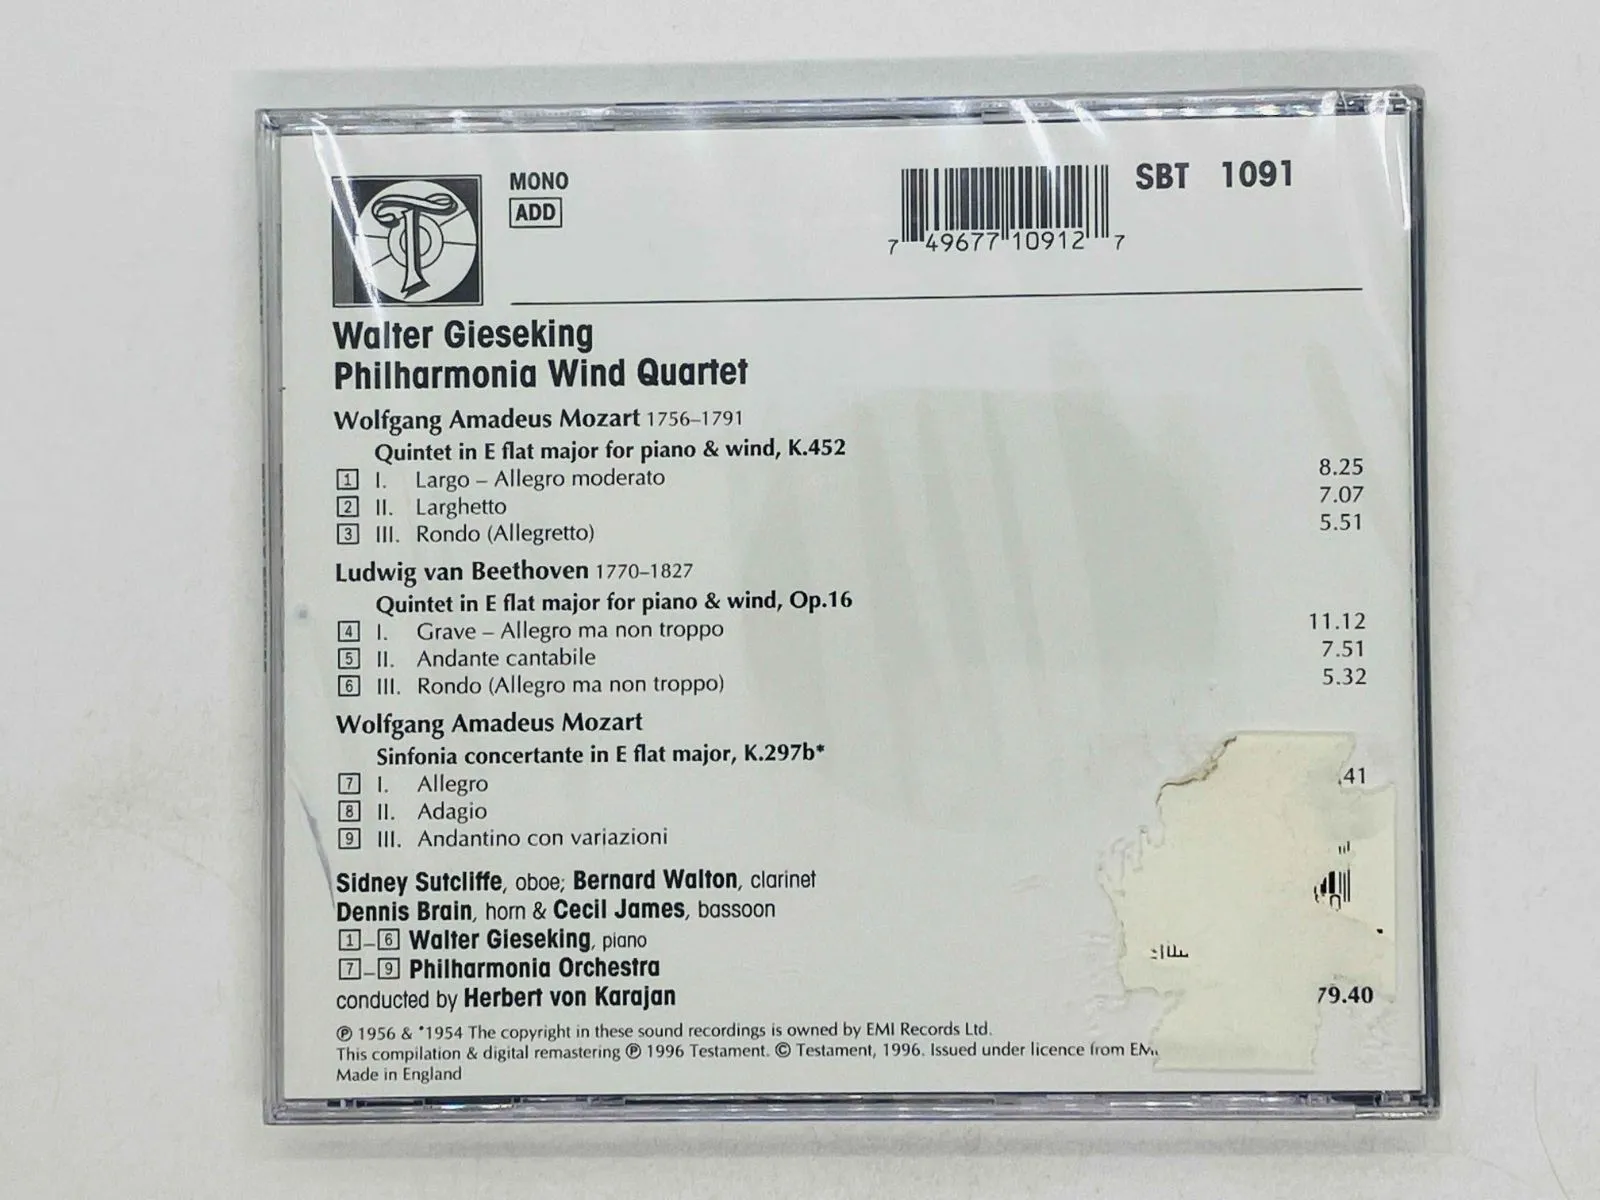 MONO
ADD
SBT 1091
7 49677 10912 7
T
Walter Gieseking
Philharmonia Wind Quartet
Wolfgang Amadeus Mozart 1756–1791
Quintet in E flat major for piano & wind, K.452
1 I. Largo – Allegro moderato 8.25
2 II. Larghetto 7.07
3 III. Rondo (Allegretto) 5.51
Ludwig van Beethoven 1770–1827
Quintet in E flat major for piano & wind, Op.16
4 I. Grave – Allegro ma non troppo 11.12
5 II. Andante cantabile 7.51
6 III. Rondo (Allegro ma non troppo) 5.32
Wolfgang Amadeus Mozart
Sinfonia concertante in E flat major, K.297b*
7 I. Allegro .41
8 II. Adagio
9 III. Andantino con variazioni
Sidney Sutcliffe, oboe; Bernard Walton, clarinet
Dennis Brain, horn & Cecil James, bassoon
1–6 Walter Gieseking, piano
7–9 Philharmonia Orchestra
conducted by Herbert von Karajan 79.40
℗ 1956 & *1954 The copyright in these sound recordings is owned by EMI Records Ltd.
This compilation & digital remastering ℗ 1996 Testament. © Testament, 1996. Issued under licence from
Made in England